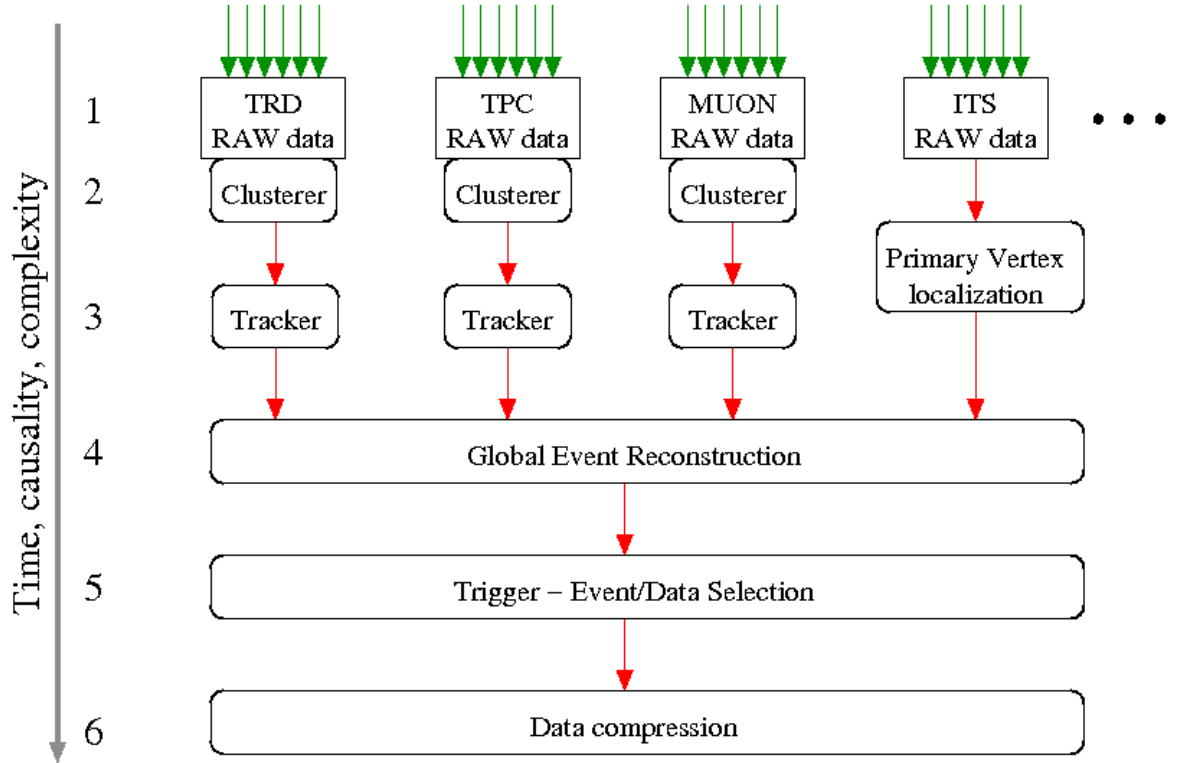 1
TRD
RAW data
TPC
RAW data
MUON
RAW data
ITS
RAW data
• • •
2
Clusterer
Clusterer
Clusterer
Primary Vertex
localization
3
Tracker
Tracker
Tracker
4
Global Event Reconstruction
5
Trigger – Event/Data Selection
6
Data compression
Time, causality, complexity